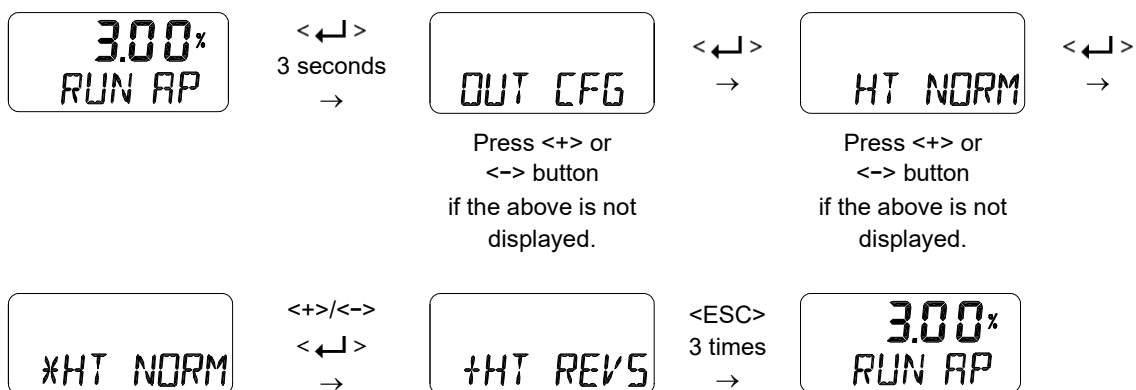 3.00%
RUN AP
<↵>
3 seconds
→
OUT CFG
Press <+> or
<−> button
if the above is not
displayed.
<↵>
→
HT NORM
Press <+> or
<−> button
if the above is not
displayed.
<↵>
→
*HT NORM
<+>/<−>
<↵>
→
+HT REVS
<ESC>
3 times
→
3.00%
RUN AP